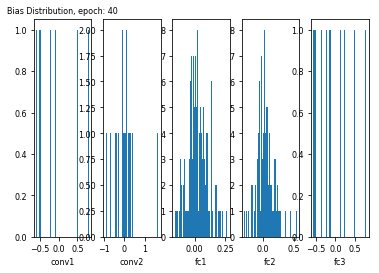 Bias Distribution, epoch: 40
1.0 0.8 0.6 0.4 0.2 0.0
2.00 1.75 1.50 1.25 1.00 0.75 0.50 0.25 0.00
8 7 6 5 4 3 2 1 0
8 7 6 5 4 3 2 1 0
1.0 0.8 0.6 0.4 0.2 0.0
-0.5 0.0 0.5 −1 0 1 0.00 0.25 0.0 0.5 −0.5 0.0 0.5
conv1 conv2 fc1 fc2 fc3